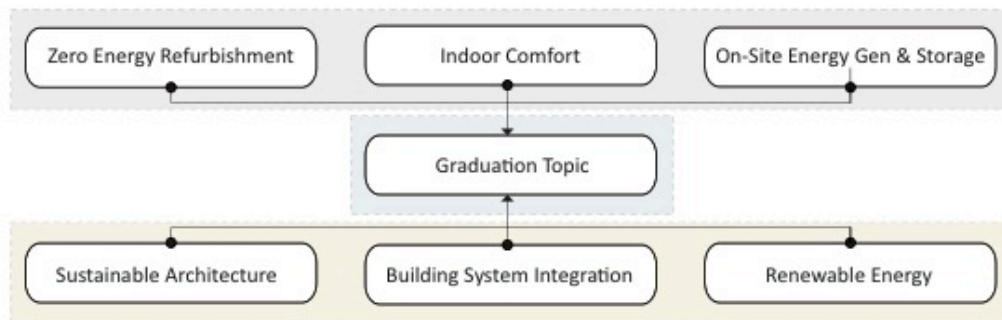 Zero Energy Refurbishment
Indoor Comfort
On-Site Energy Gen & Storage
Graduation Topic
Sustainable Architecture
Building System Integration
Renewable Energy